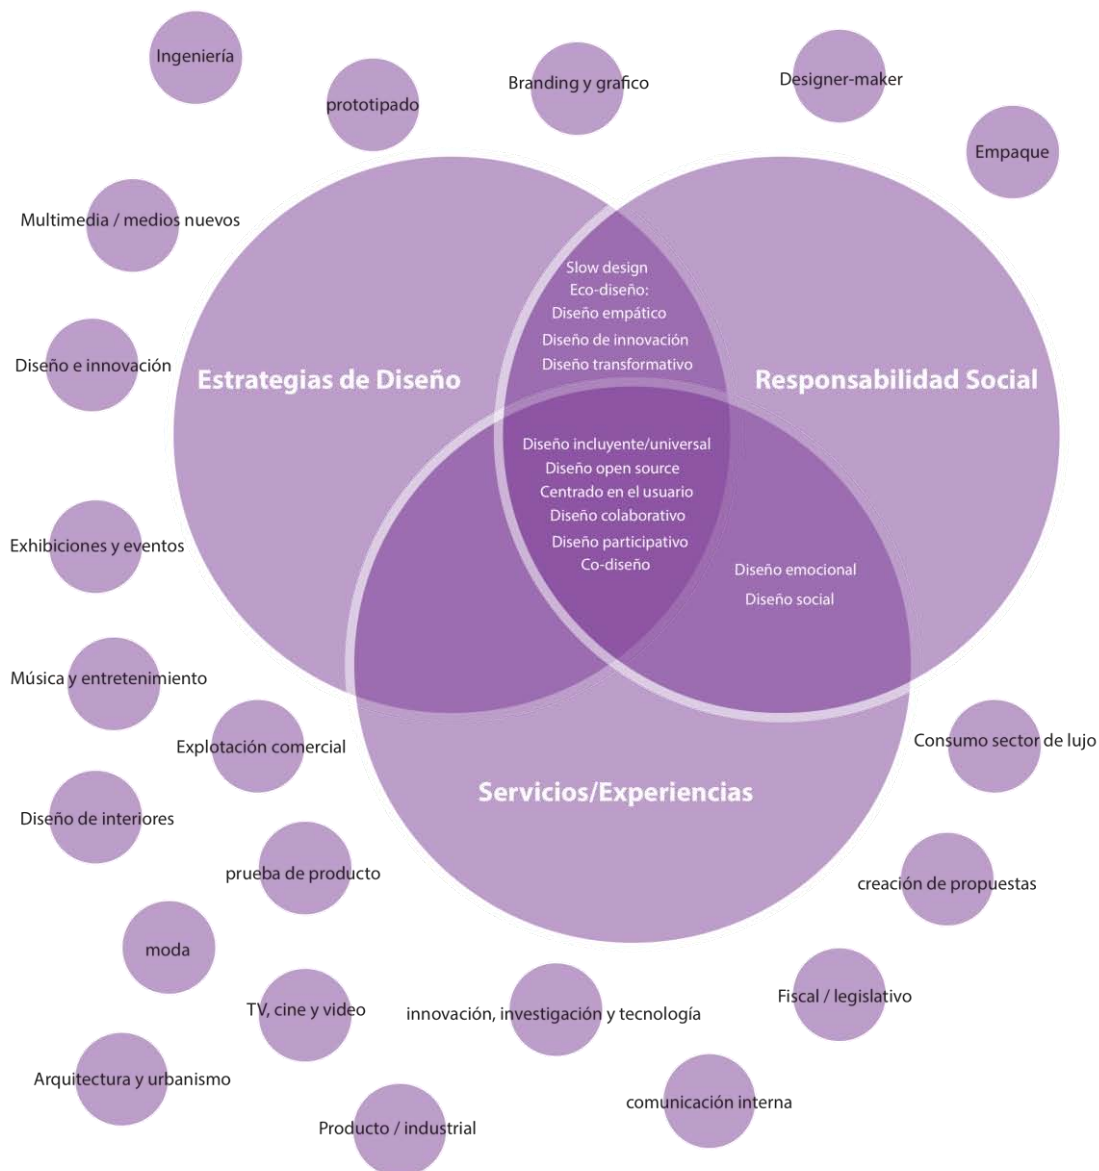 Ingeniería
prototipado
Branding y grafico
Designer-maker
Empaque
Multimedia / medios nuevos
Slow design
Eco-diseño:
Diseño empático
Diseño de innovación
Diseño transformativo
Diseño e innovación
Estrategias de Diseño
Responsabilidad Social
Diseño incluyente/universal
Diseño open source
Centrado en el usuario
Diseño colaborativo
Diseño participativo
Co-diseño
Exhibiciones y eventos
Diseño emocional
Diseño social
Música y entretenimiento
Explotación comercial
Consumo sector de lujo
Servicios/Experiencias
Diseño de interiores
prueba de producto
creación de propuestas
moda
TV, cine y video
innovación, investigación y tecnología
Fiscal / legislativo
Arquitectura y urbanismo
Producto / industrial
comunicación interna